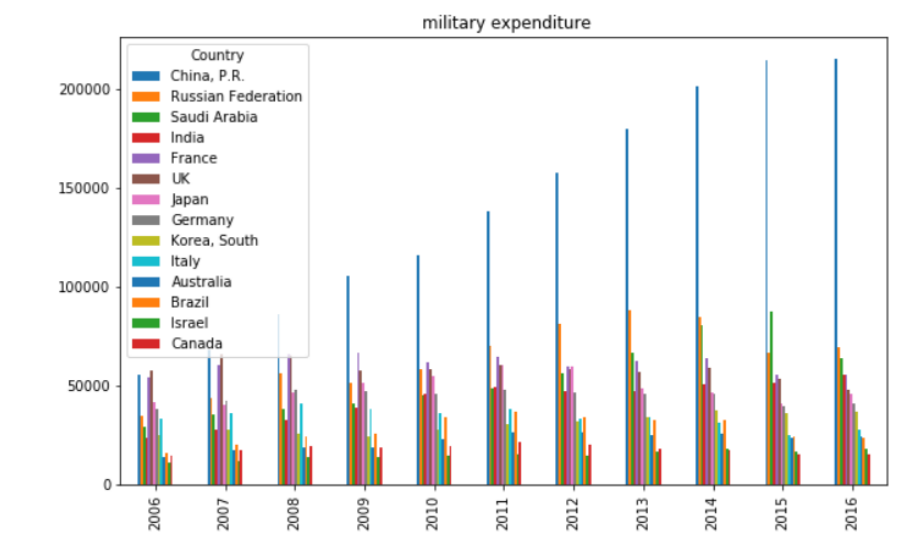 military expenditure
Country
China, P.R.
Russian Federation
Saudi Arabia
India
France
UK
Japan
Germany
Korea, South
Italy
Australia
Brazil
Israel
Canada
200000
150000
100000
50000
0
2006 2007 2008 2009 2010 2011 2012 2013 2014 2015 2016